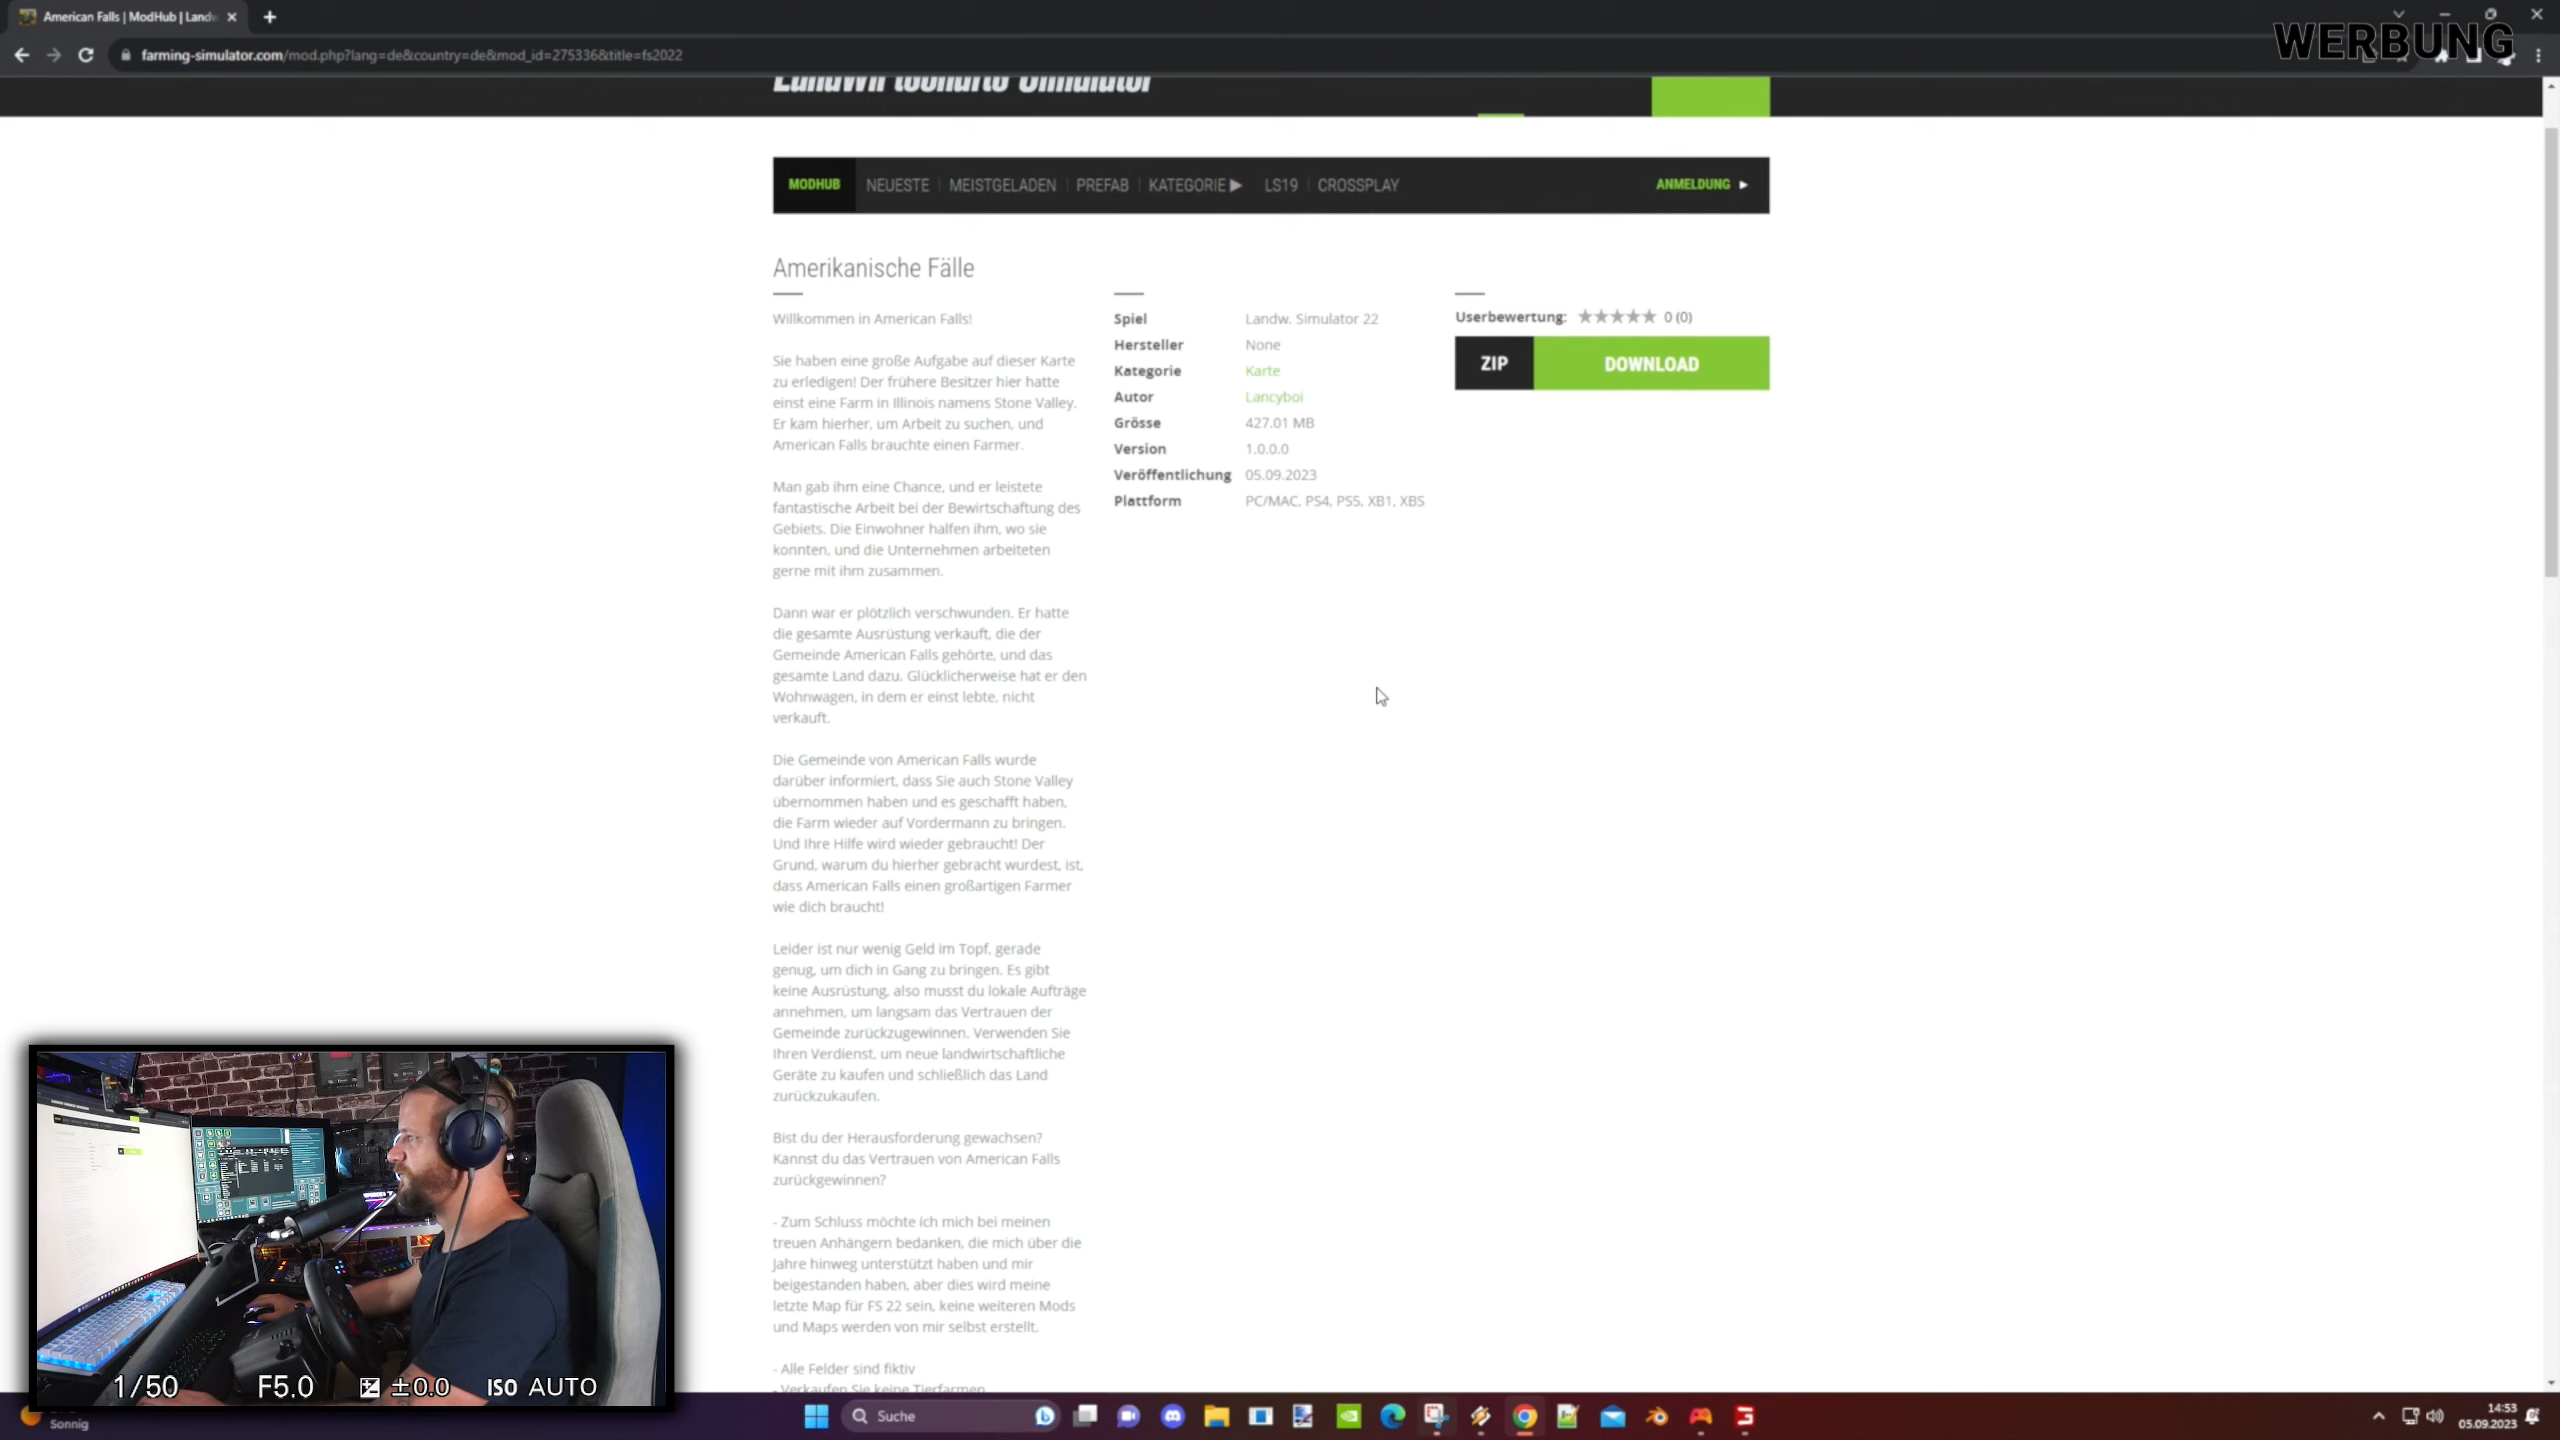 American Falls | ModHub | Landw
WERBUNG
farming-simulator.com/mod.php?lang=de&country=de&mod_id=275336&title=fs2022
Landwirtschafts Simulator
MODHUB NEUESTE MEISTGELADEN PREFAB KATEGORIE ▶ LS19 CROSSPLAY ANMELDUNG ▶
Amerikanische Fälle
Willkommen in American Falls!
Sie haben eine große Aufgabe auf dieser Karte
zu erledigen! Der frühere Besitzer hier hatte
einst eine Farm in Illinois namens Stone Valley.
Er kam hierher, um Arbeit zu suchen, und
American Falls brauchte einen Farmer.
Man gab ihm eine Chance, und er leistete
fantastische Arbeit bei der Bewirtschaftung des
Gebiets. Die Einwohner halfen ihm, wo sie
konnten, und die Unternehmen arbeiteten
gerne mit ihm zusammen.
Dann war er plötzlich verschwunden. Er hatte
die gesamte Ausrüstung verkauft, die der
Gemeinde American Falls gehörte, und das
gesamte Land dazu. Glücklicherweise hat er den
Wohnwagen, in dem er einst lebte, nicht
verkauft.
Die Gemeinde von American Falls wurde
darüber informiert, dass Sie auch Stone Valley
übernommen haben und es geschafft haben,
die Farm wieder auf Vordermann zu bringen.
Und Ihre Hilfe wird wieder gebraucht! Der
Grund, warum du hierher gebracht wurdest, ist,
dass American Falls einen großartigen Farmer
wie dich braucht!
Leider ist nur wenig Geld im Topf, gerade
genug, um dich in Gang zu bringen. Es gibt
keine Ausrüstung, also musst du lokale Aufträge
annehmen, um langsam das Vertrauen der
Gemeinde zurückzugewinnen. Verwenden Sie
Ihren Verdienst, um neue landwirtschaftliche
Geräte zu kaufen und schließlich das Land
zurückzukaufen.
Bist du der Herausforderung gewachsen?
Kannst du das Vertrauen von American Falls
zurückgewinnen?
- Zum Schluss möchte ich mich bei meinen
treuen Anhängern bedanken, die mich über die
Jahre hinweg unterstützt haben und mir
beigestanden haben, aber dies wird meine
letzte Map für FS 22 sein, keine weiteren Mods
und Maps werden von mir selbst erstellt.
- Alle Felder sind fiktiv
- Verkaufen Sie keine Tierfarmen
Spiel Landw. Simulator 22
Hersteller None
Kategorie Karte
Autor Lancyboi
Grösse 427.01 MB
Version 1.0.0.0
Veröffentlichung 05.09.2023
Plattform PC/MAC, PS4, PS5, XB1, XBS
Userbewertung: ★★★★★ 0 (0)
ZIP DOWNLOAD
1/50 F5.0 ±0.0 ISO AUTO
Sonnig
Suche
14:53
05.09.2023